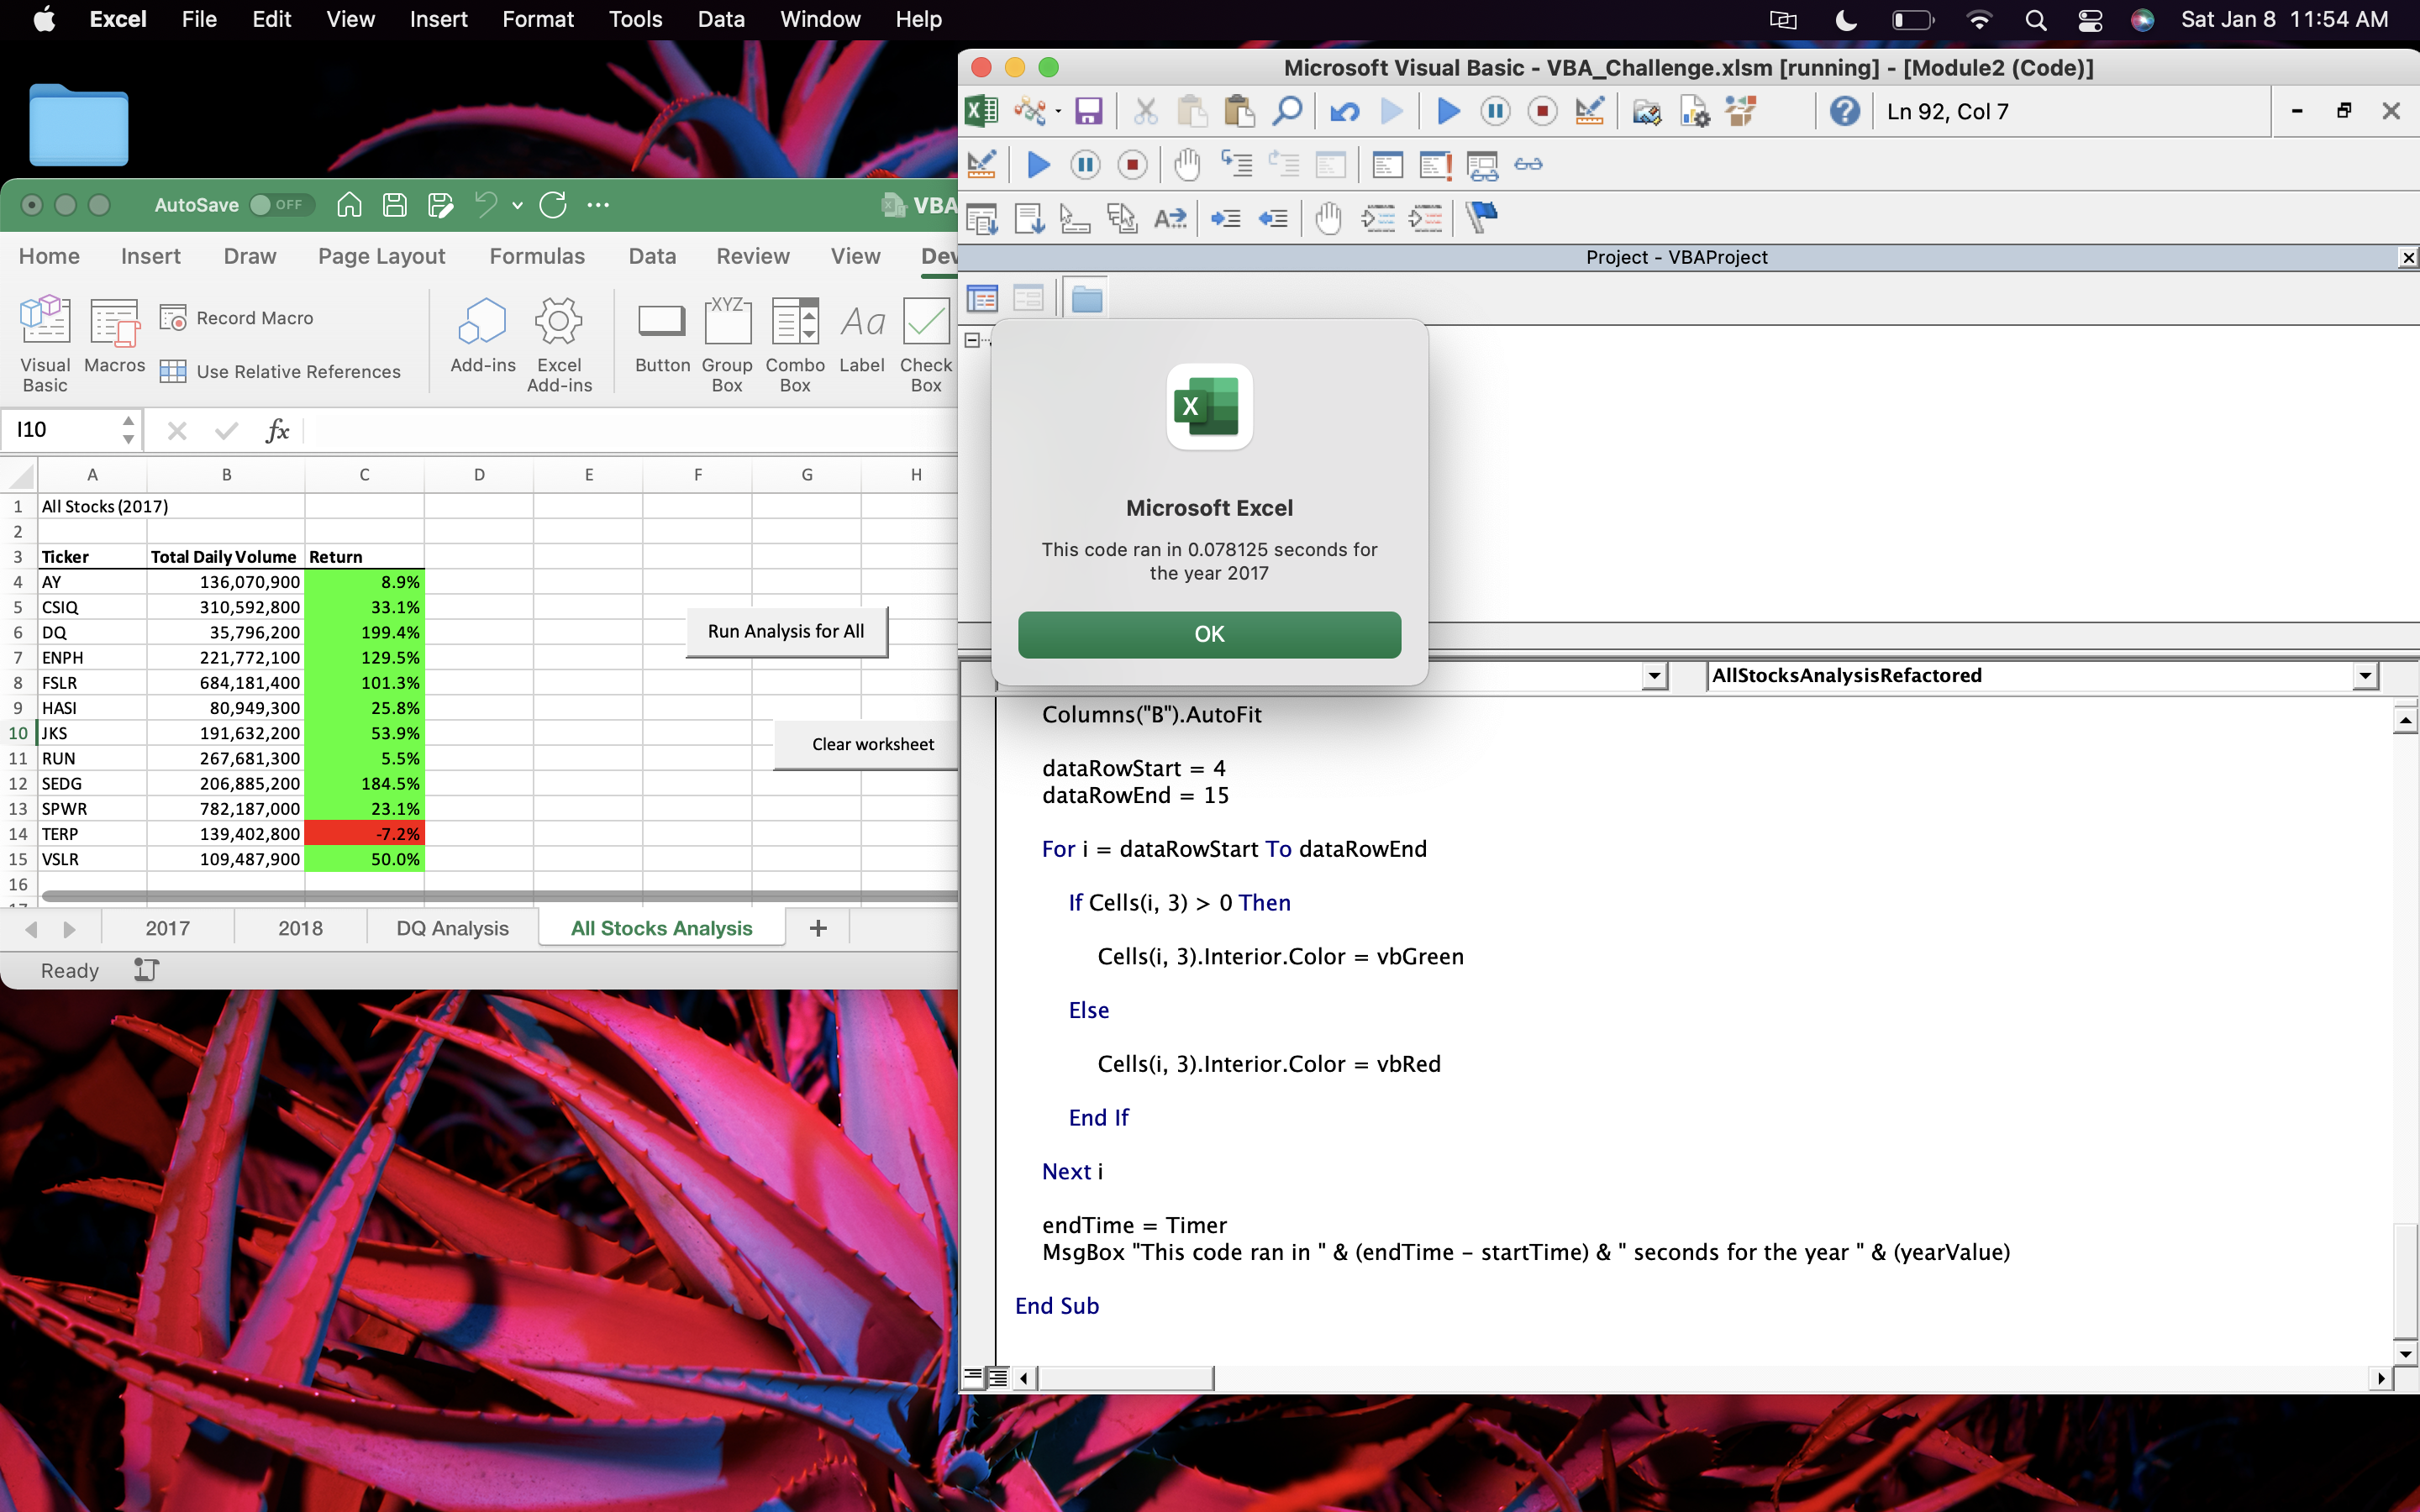 Excel File Edit View Insert Format Tools Data Window Help Sat Jan 8 11:54 AM
AutoSave OFF VBA
Home Insert Draw Page Layout Formulas Data Review View Dev
Visual Basic
Macros
Record Macro
Use Relative References
Add-ins
Excel Add-ins
XYZ
Button
Group Box
Combo Box
Aa
Label
Check Box
I10 fx
A B C D E F G H
1 All Stocks (2017)
2
3 Ticker Total Daily Volume Return
4 AY 136,070,900 8.9%
5 CSIQ 310,592,800 33.1%
6 DQ 35,796,200 199.4%
7 ENPH 221,772,100 129.5%
8 FSLR 684,181,400 101.3%
9 HASI 80,949,300 25.8%
10 JKS 191,632,200 53.9%
11 RUN 267,681,300 5.5%
12 SEDG 206,885,200 184.5%
13 SPWR 782,187,000 23.1%
14 TERP 139,402,800 -7.2%
15 VSLR 109,487,900 50.0%
16
Run Analysis for All
Clear worksheet
2017 2018 DQ Analysis All Stocks Analysis +
Ready
Microsoft Visual Basic - VBA_Challenge.xlsm [running] - [Module2 (Code)]
Ln 92, Col 7
Project - VBAProject
Microsoft Excel
This code ran in 0.078125 seconds for
the year 2017
OK
AllStocksAnalysisRefactored
Columns("B").AutoFit
dataRowStart = 4
dataRowEnd = 15
For i = dataRowStart To dataRowEnd
If Cells(i, 3) > 0 Then
Cells(i, 3).Interior.Color = vbGreen
Else
Cells(i, 3).Interior.Color = vbRed
End If
Next i
endTime = Timer
MsgBox "This code ran in " & (endTime - startTime) & " seconds for the year " & (yearValue)
End Sub